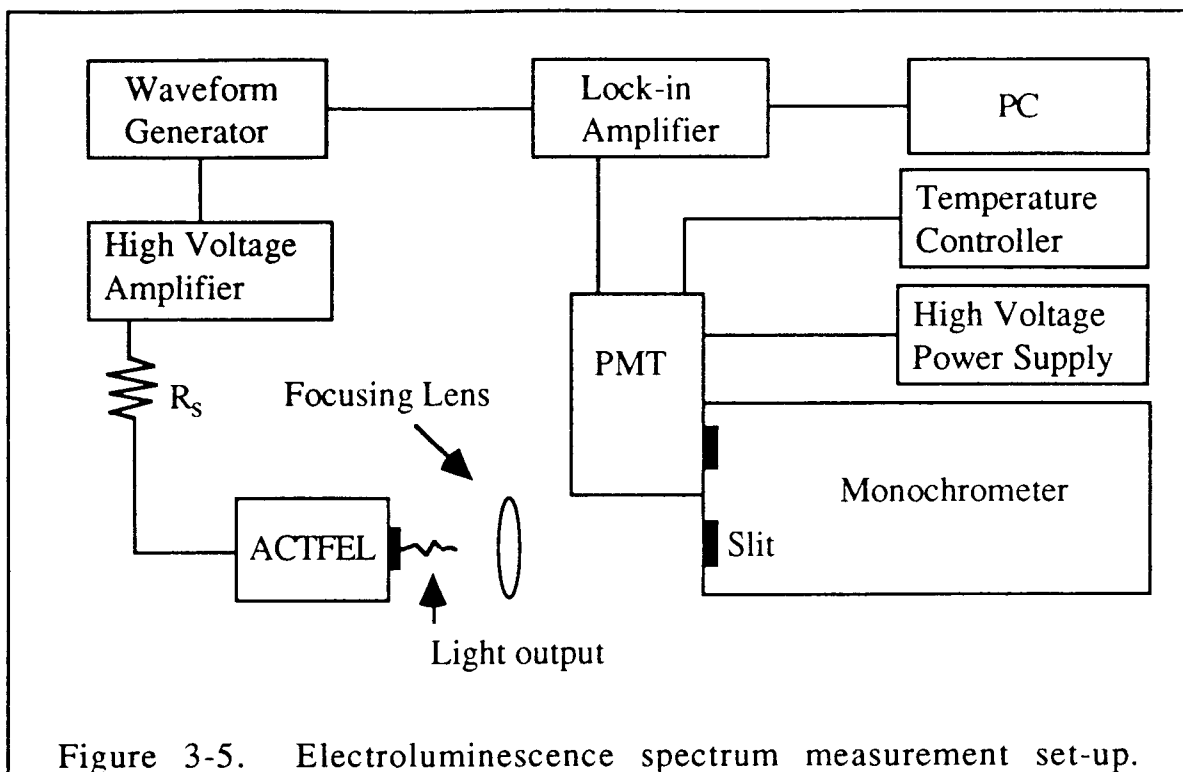 Waveform
Generator
Lock-in
Amplifier
PC
Temperature
Controller
High Voltage
Amplifier
High Voltage
Power Supply
PMT
Rs
Focusing Lens
Monochrometer
ACTFEL
Slit
Light output
Figure 3-5. Electroluminescence spectrum measurement set-up.